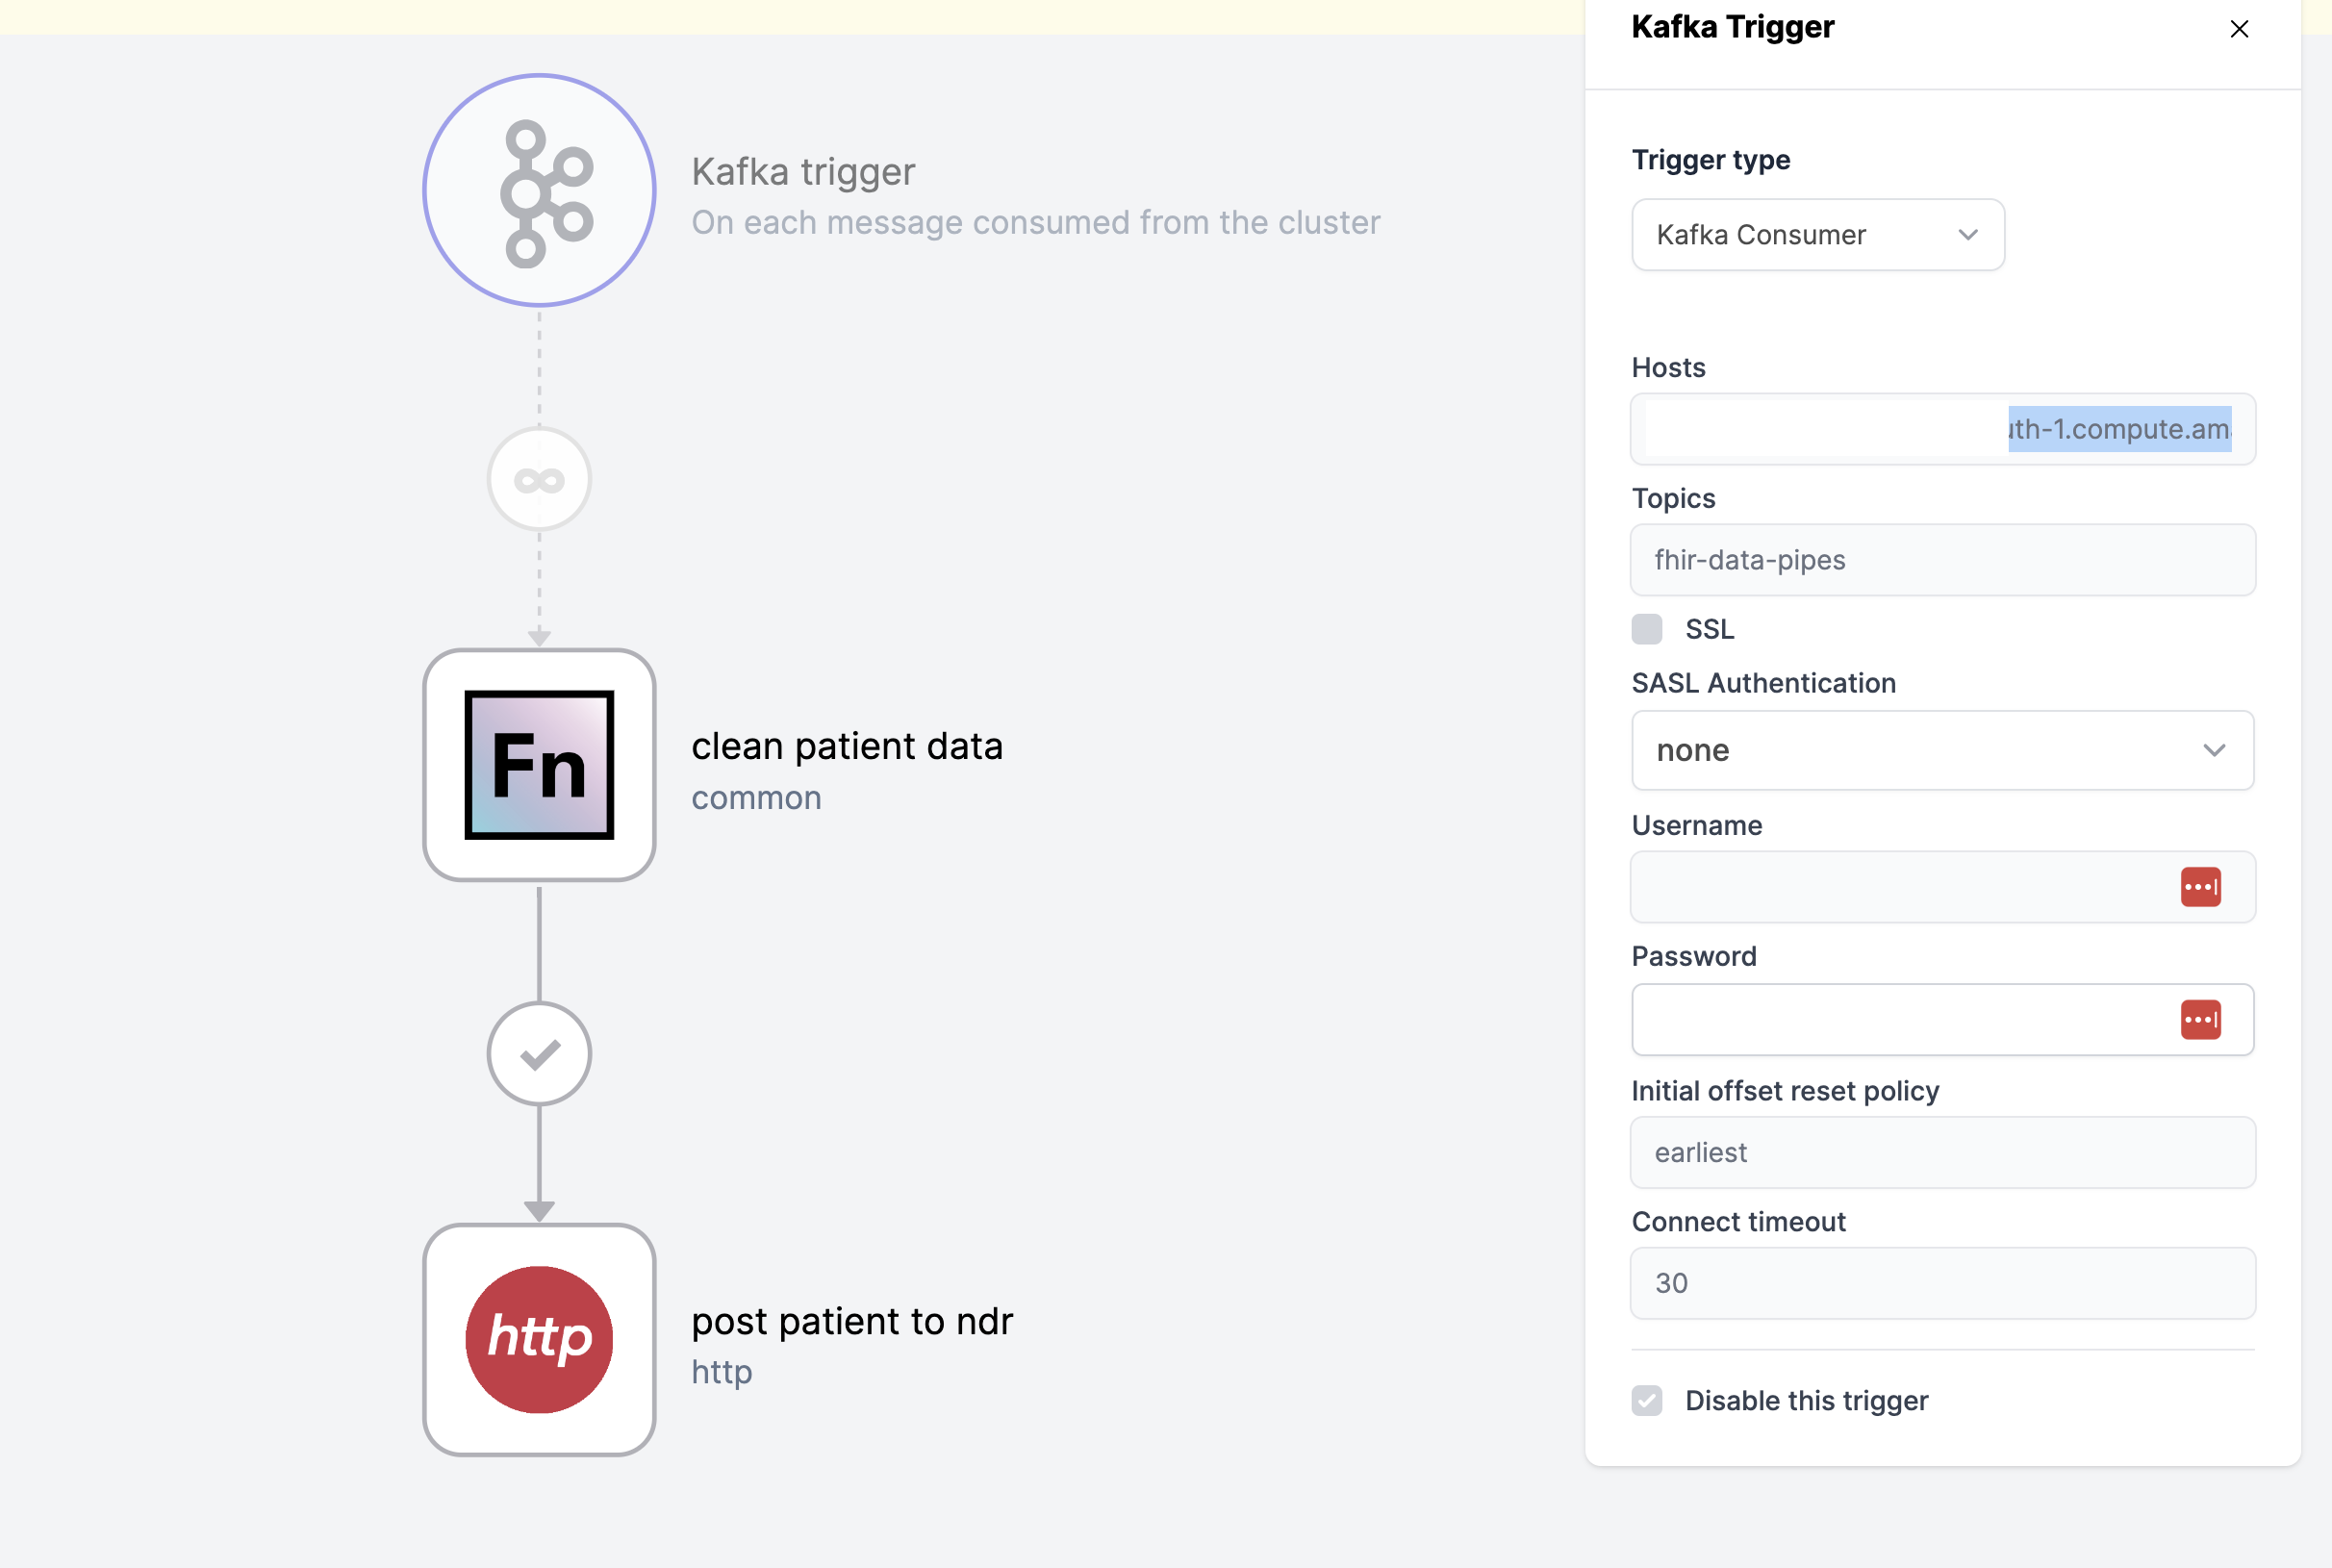 Kafka trigger
On each message consumed from the cluster
Fn
clean patient data
common
http
post patient to ndr
http
Kafka Trigger
Trigger type
Kafka Consumer
Hosts
uth-1.compute.ama
Topics
fhir-data-pipes
SSL
SASL Authentication
none
Username
Password
Initial offset reset policy
earliest
Connect timeout
30
Disable this trigger